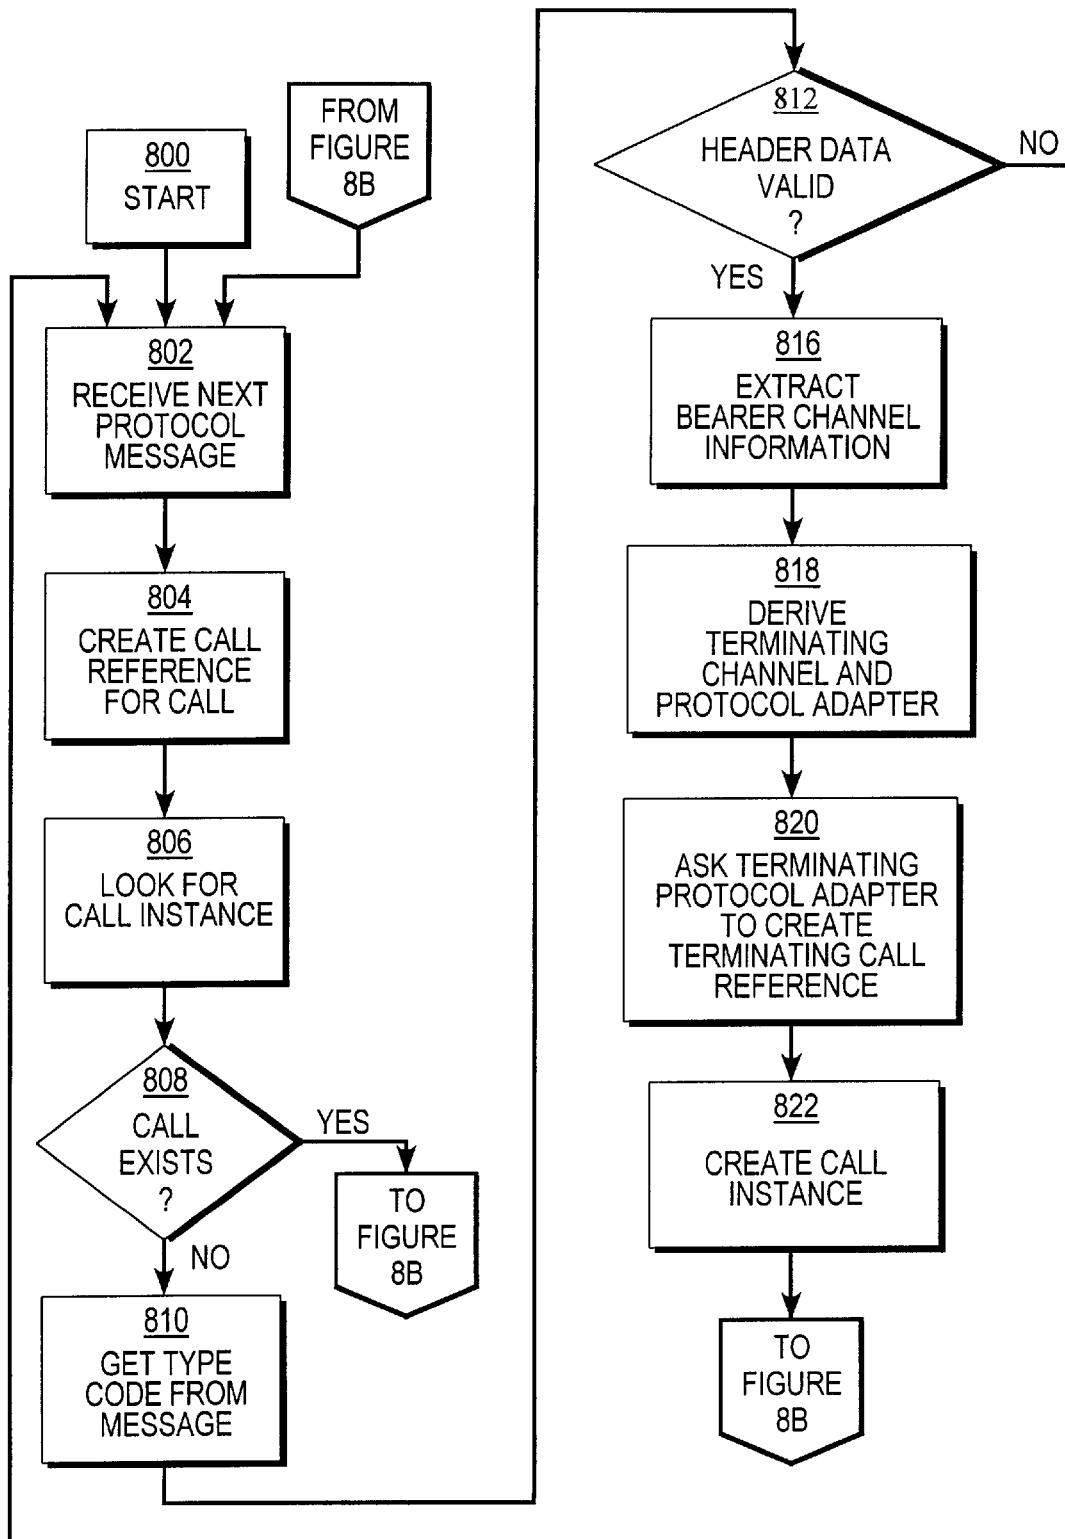 800
START
FROM
FIGURE
8B
802
RECEIVE NEXT
PROTOCOL
MESSAGE
804
CREATE CALL
REFERENCE
FOR CALL
806
LOOK FOR
CALL INSTANCE
808
CALL
EXISTS
?
YES
NO
TO
FIGURE
8B
810
GET TYPE
CODE FROM
MESSAGE
812
HEADER DATA
VALID
?
NO
YES
816
EXTRACT
BEARER CHANNEL
INFORMATION
818
DERIVE
TERMINATING
CHANNEL AND
PROTOCOL ADAPTER
820
ASK TERMINATING
PROTOCOL ADAPTER
TO CREATE
TERMINATING CALL
REFERENCE
822
CREATE CALL
INSTANCE
TO
FIGURE
8B